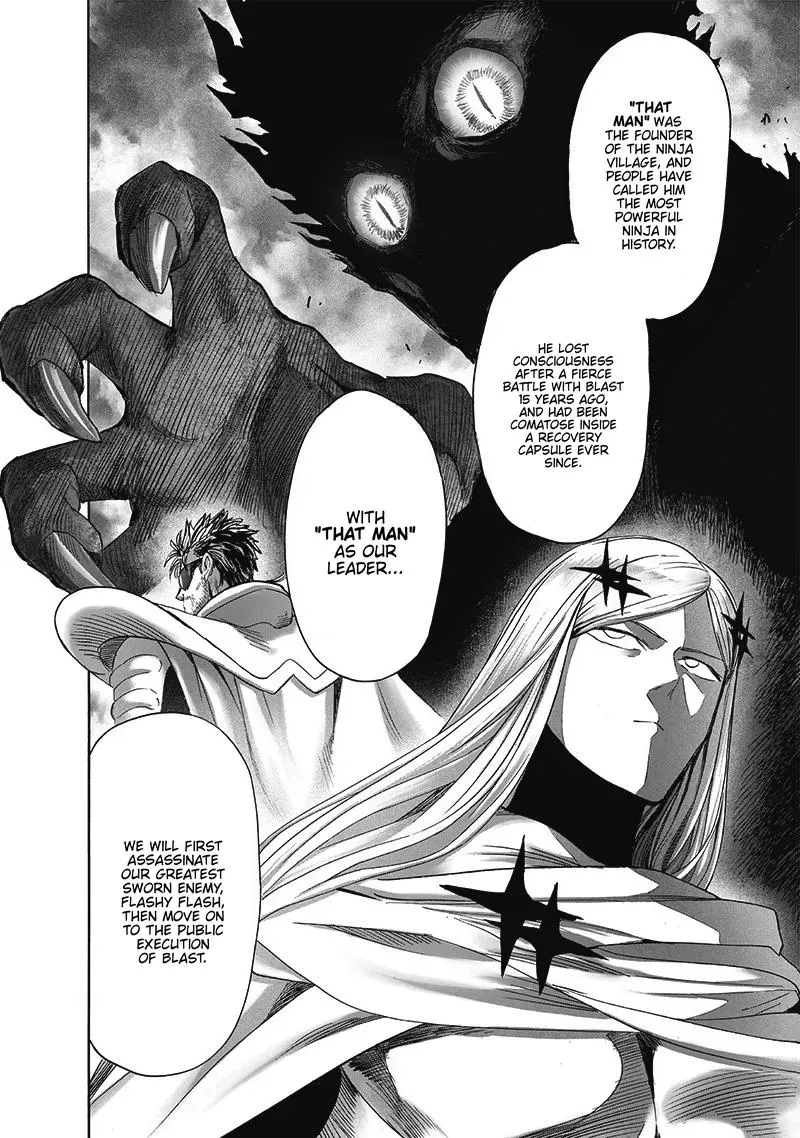 "THAT
MAN" WAS
THE FOUNDER
OF THE NINJA
VILLAGE, AND
PEOPLE HAVE
CALLED HIM
THE MOST
POWERFUL
NINJA IN
HISTORY.
HE LOST
CONSCIOUSNESS
AFTER A FIERCE
BATTLE WITH BLAST
15 YEARS AGO,
AND HAD BEEN
COMATOSE INSIDE
A RECOVERY
CAPSULE EVER
SINCE.
WITH
"THAT MAN"
AS OUR
LEADER...
WE WILL FIRST
ASSASSINATE
OUR GREATEST
SWORN ENEMY,
FLASHY FLASH,
THEN MOVE ON
TO THE PUBLIC
EXECUTION
OF BLAST.